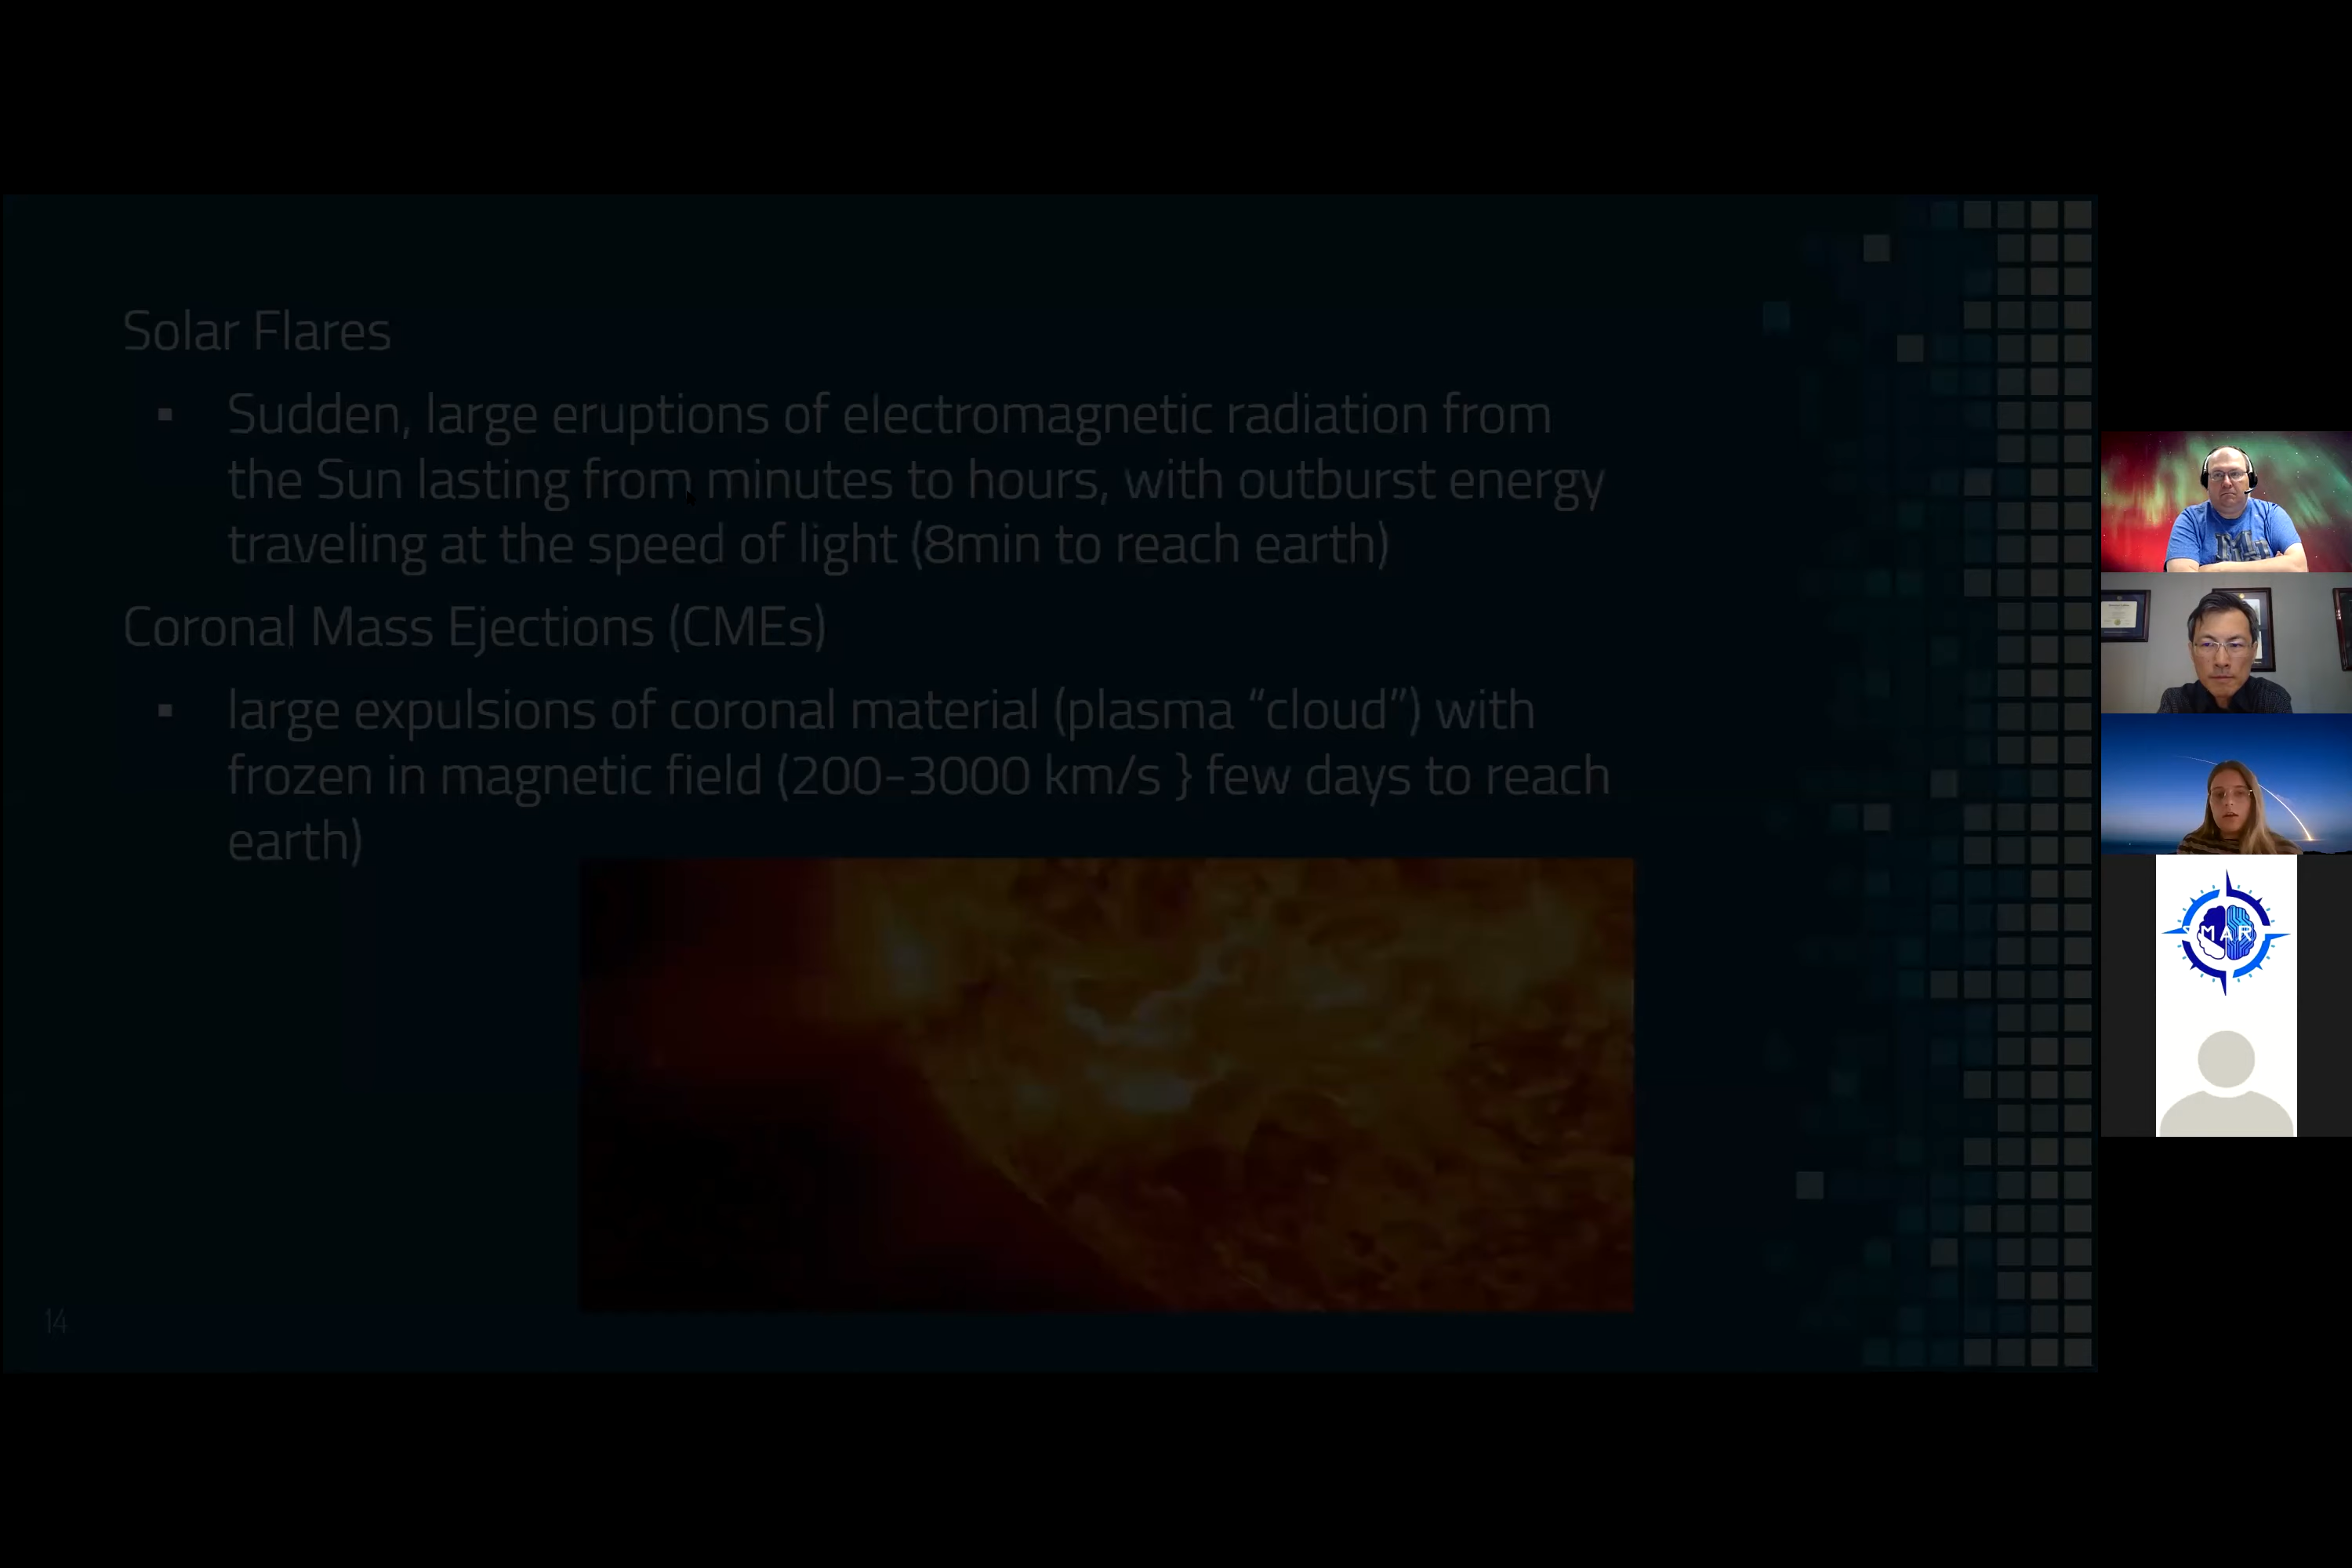 Solar Flares
▪ Sudden, large eruptions of electromagnetic radiation from
the Sun lasting from minutes to hours, with outburst energy
traveling at the speed of light (8min to reach earth)
Coronal Mass Ejections (CMEs)
▪ large expulsions of coronal material (plasma “cloud”) with
frozen in magnetic field (200-3000 km/s } few days to reach
earth)
14